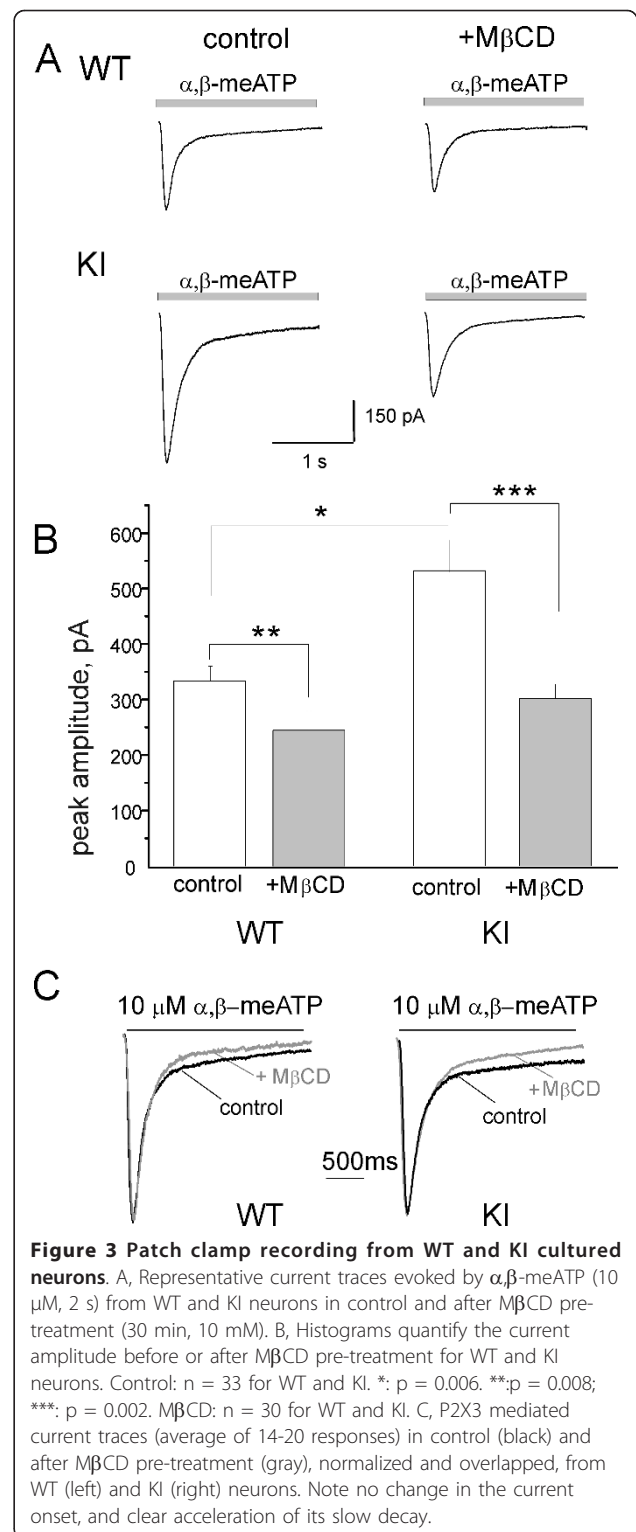 control +MβCD
A WT
α,β-meATP α,β-meATP
KI
α,β-meATP α,β-meATP
150 pA
1 s
B
peak amplitude, pA
600
500
400
300
200
100
0
* ** ***
control +MβCD control +MβCD
WT KI
C
10 μM α,β–meATP 10 μM α,β–meATP
+ MβCD +MβCD
control control
500ms
WT KI
Figure 3 Patch clamp recording from WT and KI cultured
neurons. A, Representative current traces evoked by α,β-meATP (10
μM, 2 s) from WT and KI neurons in control and after MβCD pre-
treatment (30 min, 10 mM). B, Histograms quantify the current
amplitude before or after MβCD pre-treatment for WT and KI
neurons. Control: n = 33 for WT and KI. *: p = 0.006. **:p = 0.008;
***: p = 0.002. MβCD: n = 30 for WT and KI. C, P2X3 mediated
current traces (average of 14-20 responses) in control (black) and
after MβCD pre-treatment (gray), normalized and overlapped, from
WT (left) and KI (right) neurons. Note no change in the current
onset, and clear acceleration of its slow decay.